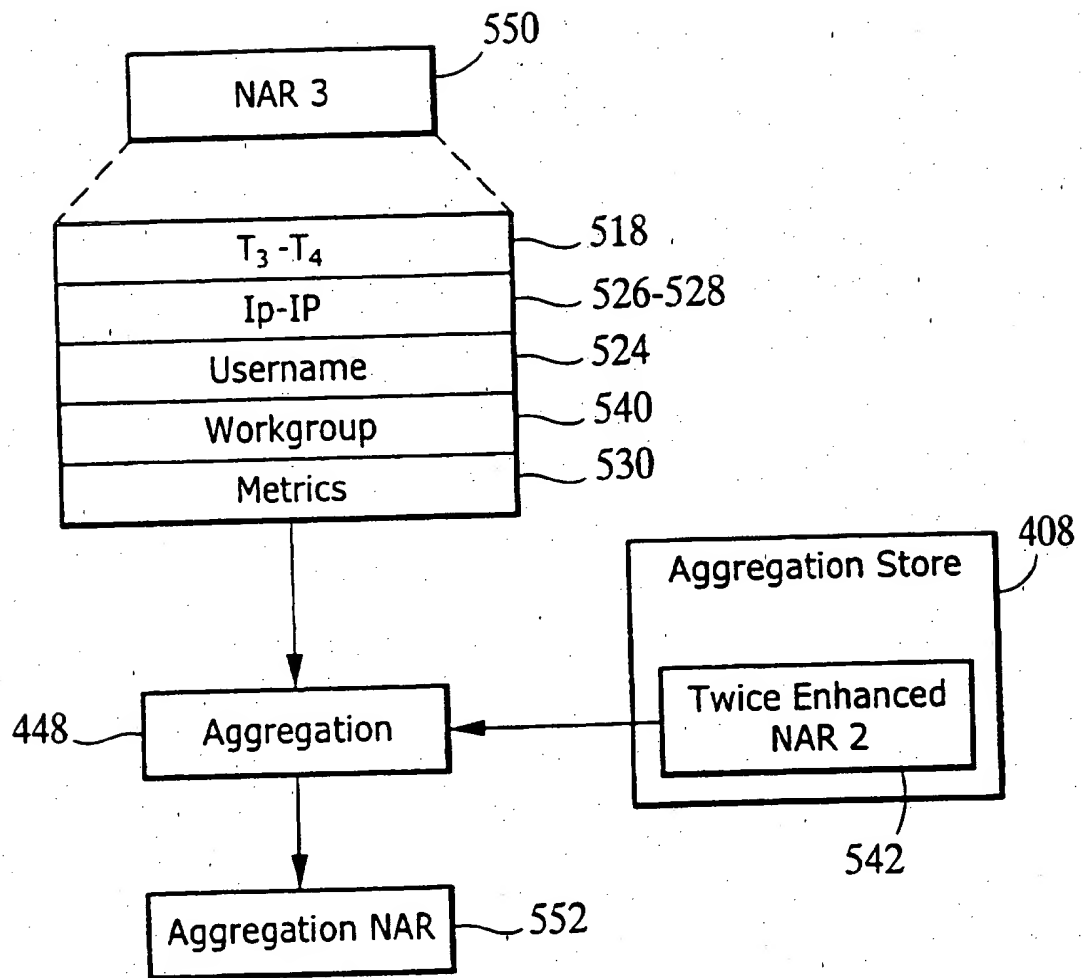 550
NAR 3
T₃-T₄
518
Ip-IP
526-528
Username
524
Workgroup
540
Metrics
530
408
Aggregation Store
Twice Enhanced
NAR 2
542
448
Aggregation
Aggregation NAR
552